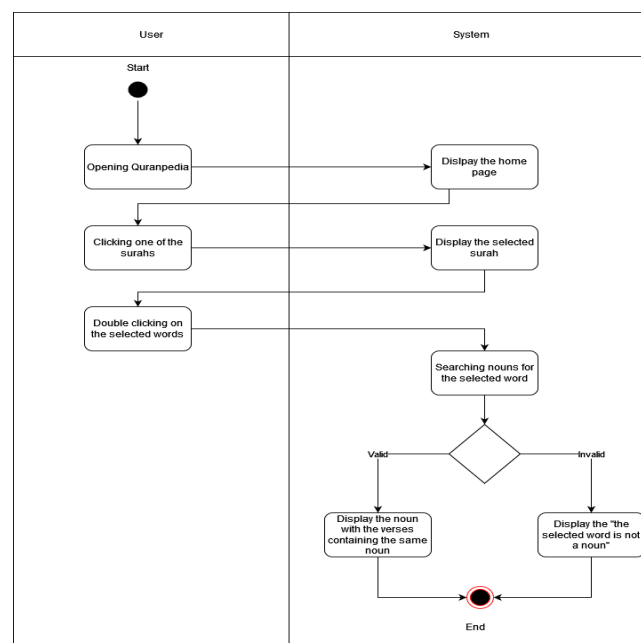 User
System
Start
Opening Quranpedia
Dislpay the home
page
Clicking one of the
surahs
Display the selected
surah
Double clicking on
the selected words
Searching nouns for
the selected word
Valid
Invalid
Display the noun
with the verses
containing the same
noun
Display the "the
selected word is not
a noun"
End